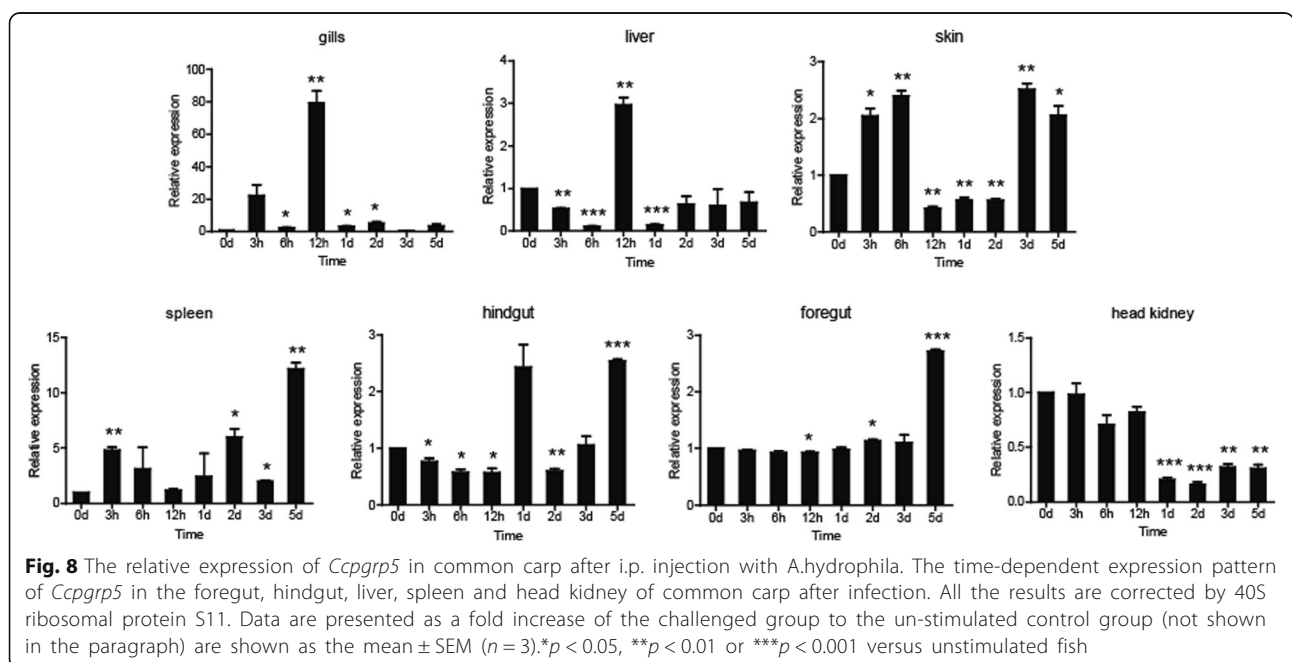 gills
liver
skin
Relative expression
100
80
60
40
20
0
**
*
*
*
0d 3h 6h 12h 1d 2d 3d 5d
Time
Relative expression
4
3
2
1
0
**
**
***
***
0d 3h 6h 12h 1d 2d 3d 5d
Time
Relative expression
3
2
1
0
*
**
**
**
**
**
*
0d 3h 6h 12h 1d 2d 3d 5d
Time
spleen
hindgut
foregut
head kidney
Relative expression
15
10
5
0
**
*
*
**
0d 3h 6h 12h 1d 2d 3d 5d
Time
Relative expression
3
2
1
0
*
*
*
**
***
0d 3h 6h 12h 1d 2d 3d 5d
Time
Relative expression
3
2
1
0
*
*
***
0d 3h 6h 12h 1d 2d 3d 5d
Time
Relative expression
1.5
1.0
0.5
0.0
***
***
**
**
0d 3h 6h 12h 1d 2d 3d 5d
Time
Fig. 8 The relative expression of Ccpgrp5 in common carp after i.p. injection with A.hydrophila. The time-dependent expression pattern
of Ccpgrp5 in the foregut, hindgut, liver, spleen and head kidney of common carp after infection. All the results are corrected by 40S
ribosomal protein S11. Data are presented as a fold increase of the challenged group to the un-stimulated control group (not shown
in the paragraph) are shown as the mean ± SEM (n = 3).*p < 0.05, **p < 0.01 or ***p < 0.001 versus unstimulated fish